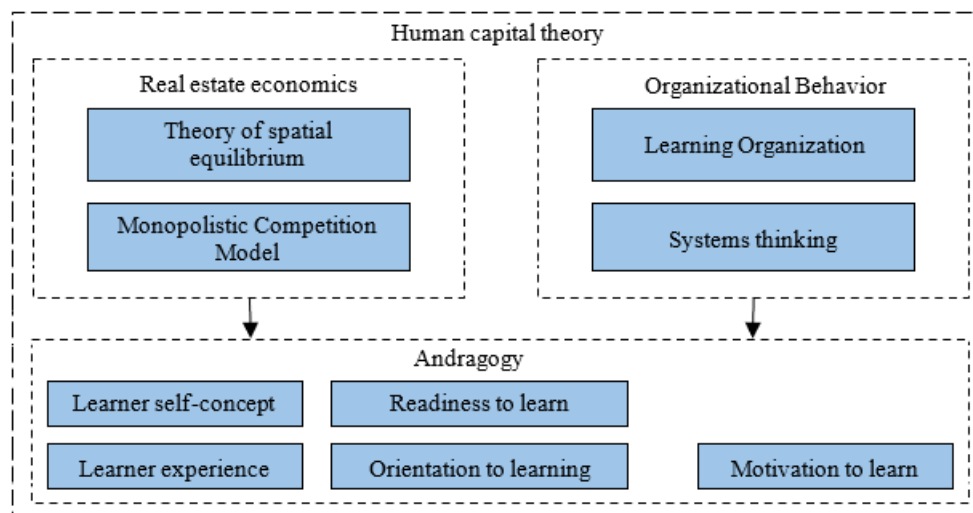 Human capital theory
Real estate economics
Theory of spatial
equilibrium
Monopolistic Competition
Model
Organizational Behavior
Learning Organization
Systems thinking
Andragogy
Learner self-concept
Readiness to learn
Learner experience
Orientation to learning
Motivation to learn